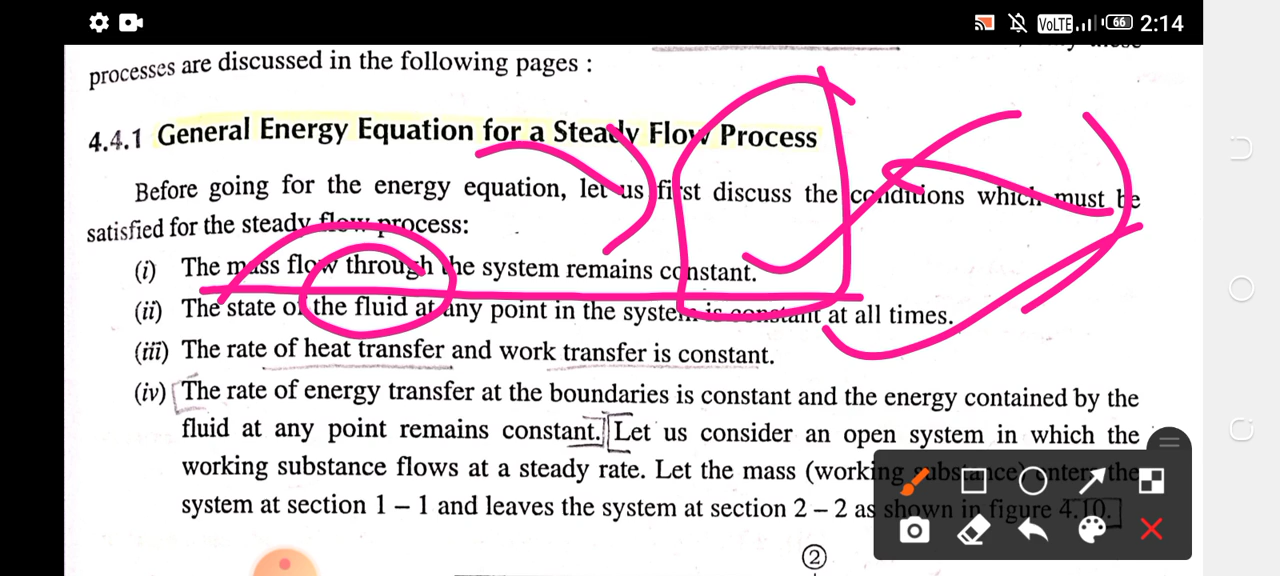 VoLTE 66 2:14
processes are discussed in the following pages :
4.4.1 General Energy Equation for a Steady Flow Process
Before going for the energy equation, let us first discuss the conditions which must be
satisfied for the steady flow process:
(i) The mass flow through the system remains constant.
(ii) The state of the fluid at any point in the system is constant at all times.
(iii) The rate of heat transfer and work transfer is constant.
(iv) The rate of energy transfer at the boundaries is constant and the energy contained by the
fluid at any point remains constant. Let us consider an open system in which the
working substance flows at a steady rate. Let the mass (working substance) enters the
system at section 1 – 1 and leaves the system at section 2 – 2 as shown in figure 4.10.
2